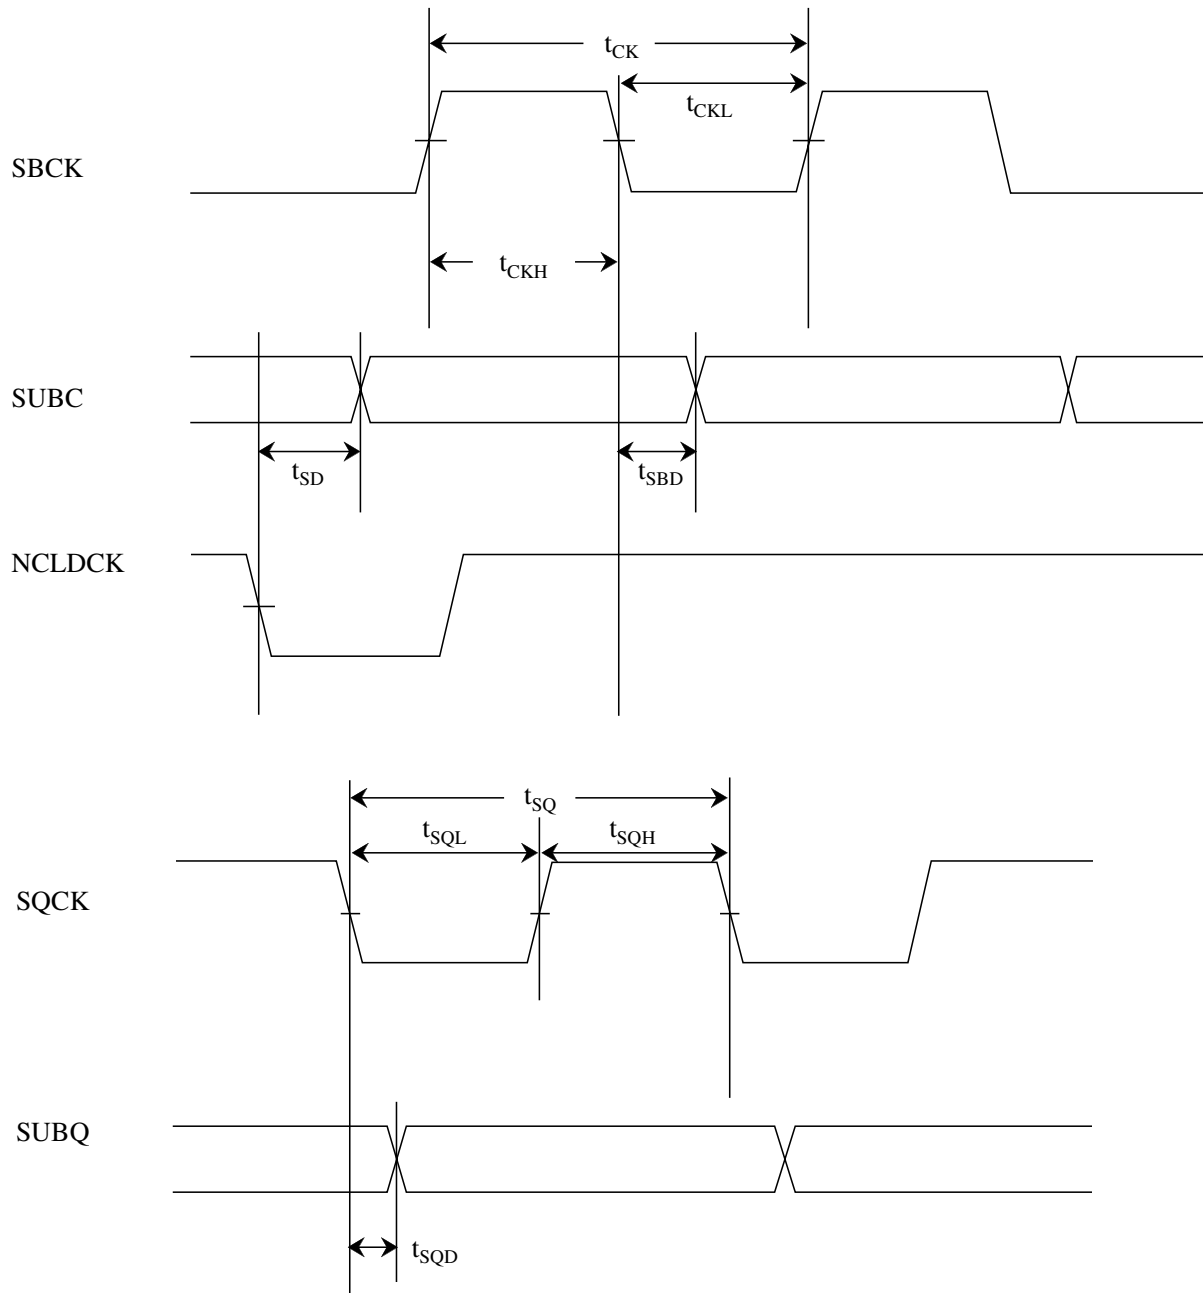 tCK
tCKL
SBCK
tCKH
SUBC
tSD
tSBD
NCLDCK
tSQ
tSQL
tSQH
SQCK
SUBQ
tSQD